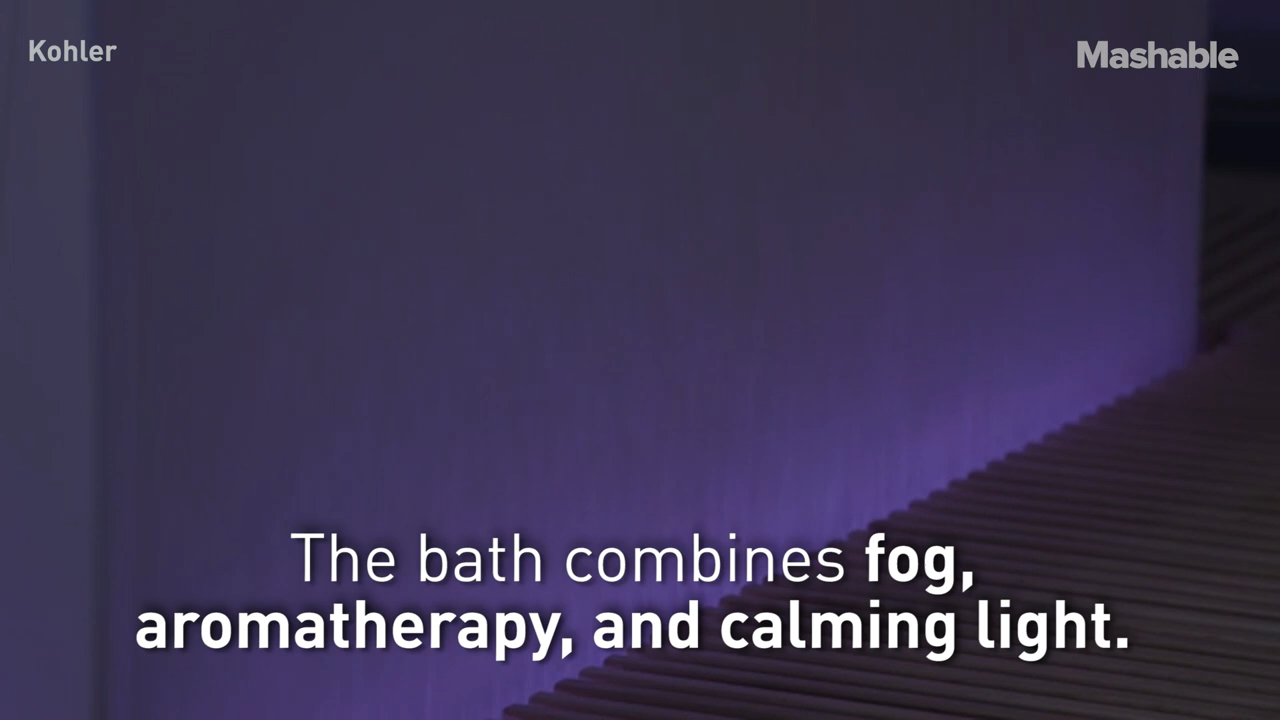 Kohler
Mashable
The bath combines fog,
aromatherapy, and calming light.